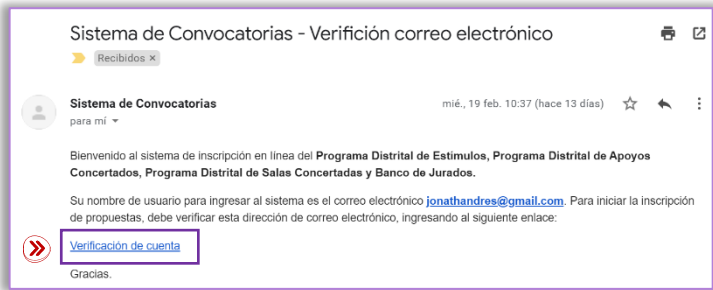 Sistema de Convocatorias - Verifición correo electrónico
Recibidos ×
Sistema de Convocatorias
mié., 19 feb. 10:37 (hace 13 días)
para mí
Bienvenido al sistema de inscripción en línea del Programa Distrital de Estímulos, Programa Distrital de Apoyos
Concertados, Programa Distrital de Salas Concertadas y Banco de Jurados.
Su nombre de usuario para ingresar al sistema es el correo electrónico jonathandres@gmail.com. Para iniciar la inscripción
de propuestas, debe verificar esta dirección de correo electrónico, ingresando al siguiente enlace:
Verificación de cuenta
Gracias.